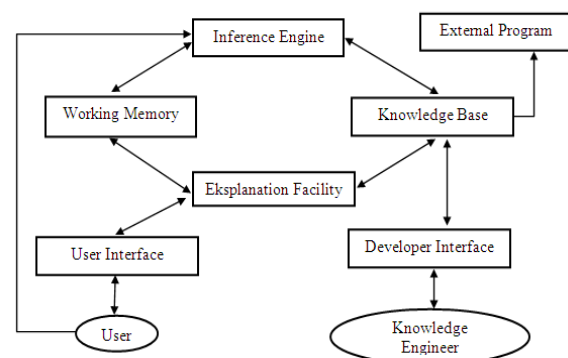 External Program
Inference Engine
Working Memory
Knowledge Base
Eksplanation Facility
User Interface
Developer Interface
User
Knowledge
Engineer